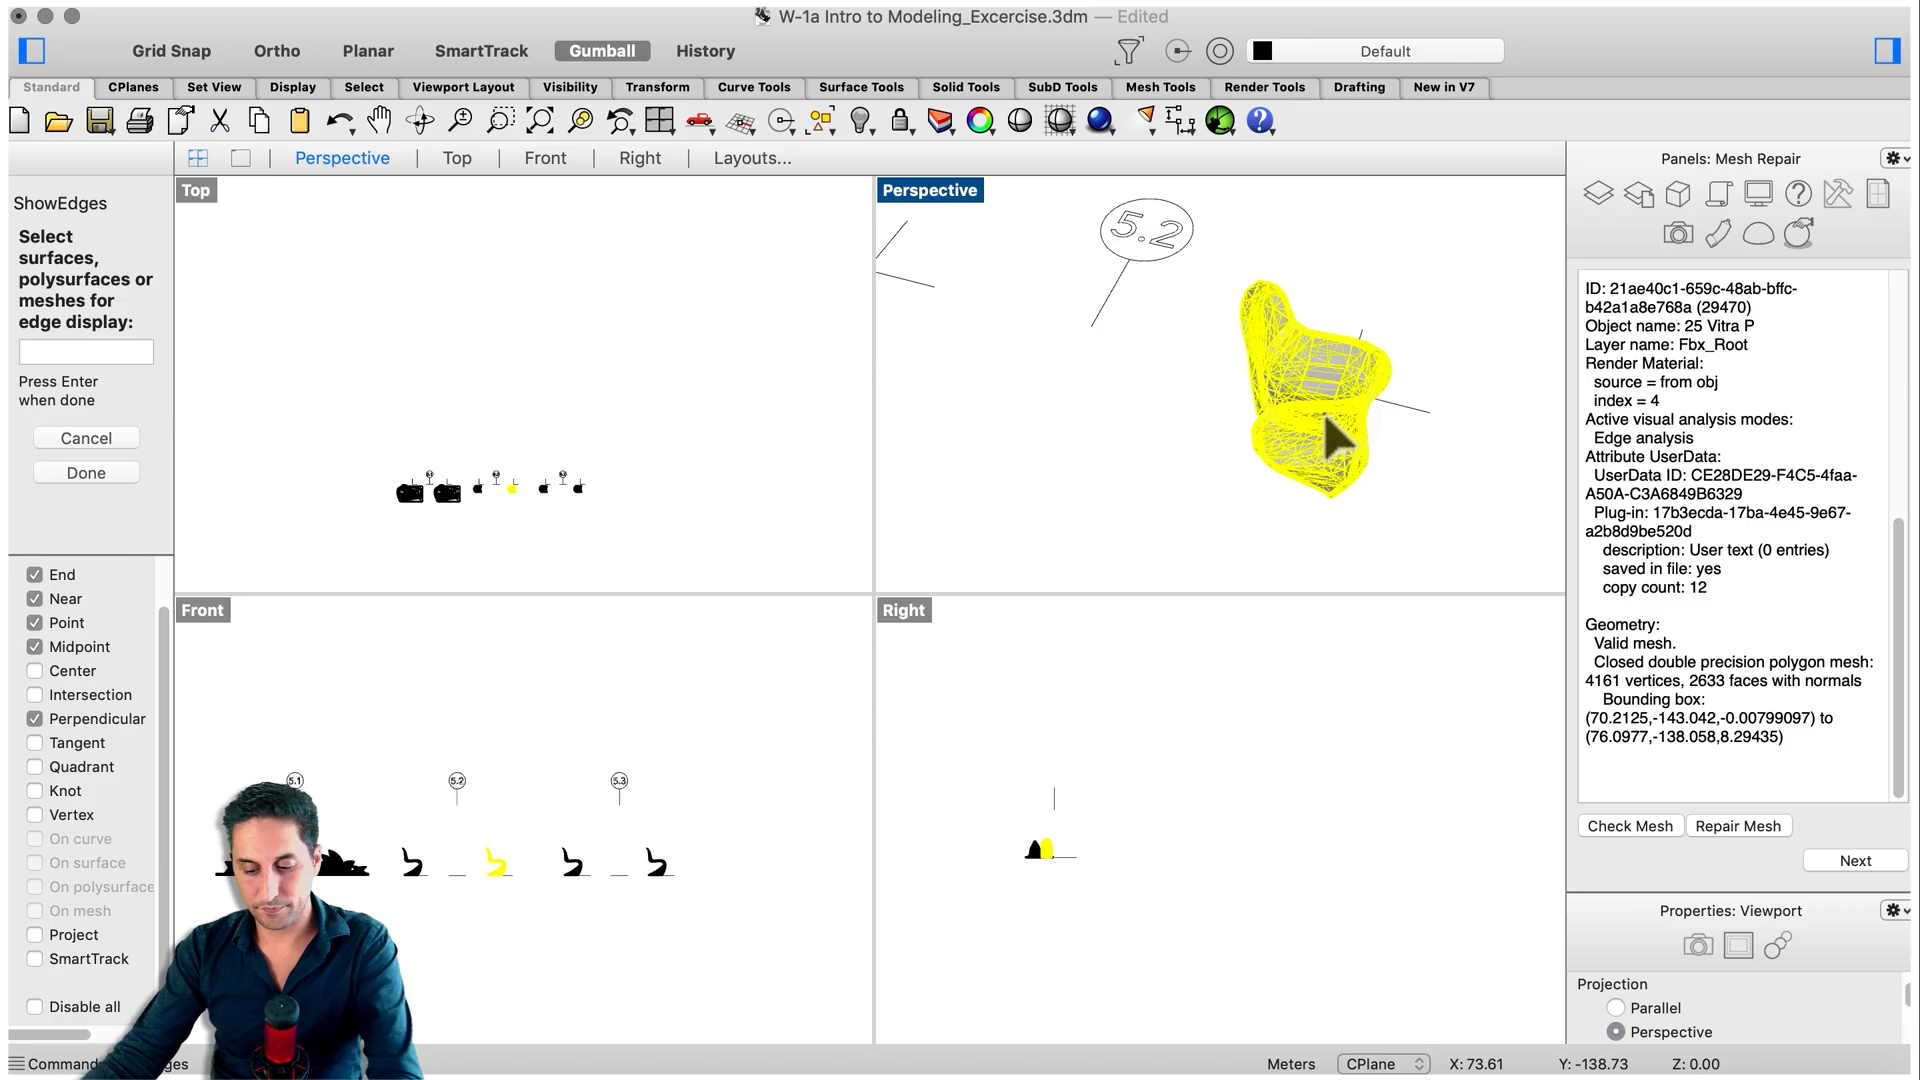 W-1a Intro to Modeling_Excercise.3dm — Edited
Grid Snap Ortho Planar SmartTrack Gumball History Default
Standard CPlanes Set View Display Select Viewport Layout Visibility Transform Curve Tools Surface Tools Solid Tools SubD Tools Mesh Tools Render Tools Drafting New in V7
Perspective Top Front Right Layouts...
Panels: Mesh Repair
ShowEdges
Select
surfaces,
polysurfaces or
meshes for
edge display:
Press Enter
when done
Cancel
Done
End
Near
Point
Midpoint
Center
Intersection
Perpendicular
Tangent
Quadrant
Knot
Vertex
On curve
On surface
On polysurface
On mesh
Project
SmartTrack
Disable all
Top
Perspective
5.2
Front
5.1
5.2
5.3
Right
ID: 21ae40c1-659c-48ab-bffc-
b42a1a8e768a (29470)
Object name: 25 Vitra P
Layer name: Fbx_Root
Render Material:
source = from obj
index = 4
Active visual analysis modes:
Edge analysis
Attribute UserData:
UserData ID: CE28DE29-F4C5-4faa-
A50A-C3A6849B6329
Plug-in: 17b3ecda-17ba-4e45-9e67-
a2b8d9be520d
description: User text (0 entries)
saved in file: yes
copy count: 12
Geometry:
Valid mesh.
Closed double precision polygon mesh:
4161 vertices, 2633 faces with normals
Bounding box:
(70.2125,-143.042,-0.00799097) to
(76.0977,-138.058,8.29435)
Check Mesh Repair Mesh
Next
Properties: Viewport
Projection
Parallel
Perspective
Command
Meters CPlane X: 73.61 Y: -138.73 Z: 0.00